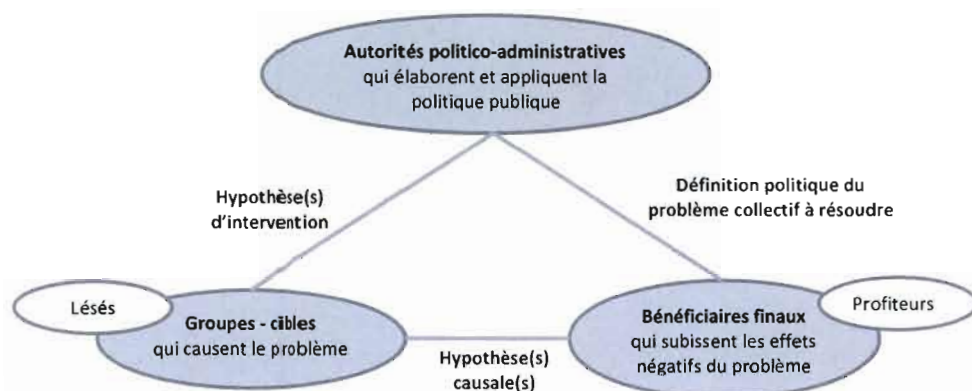 Autorités politico-administratives
qui élaborent et appliquent la
politique publique
Hypothèse(s)
d'intervention
Définition politique du
problème collectif à résoudre
Lésés
Groupes - cibles
qui causent le problème
Hypothèse(s)
causale(s)
Bénéficiaires finaux
qui subissent les effets
négatifs du problème
Profiteurs